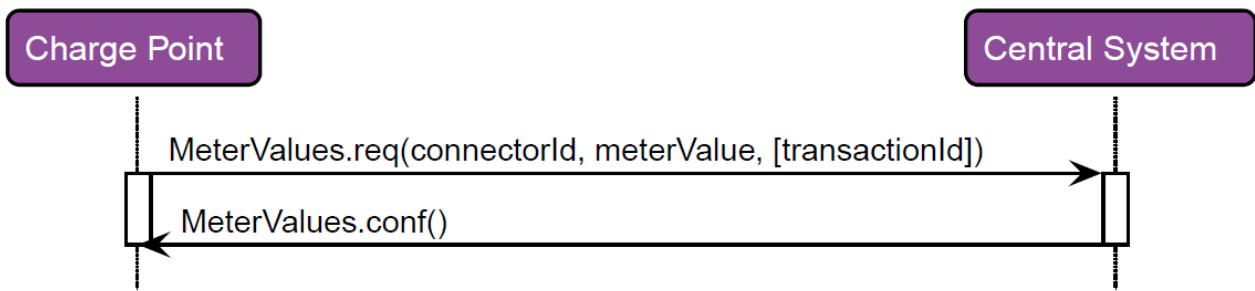 Charge Point
Central System
MeterValues.req(connectorId, meterValue, [transactionId])
MeterValues.conf()